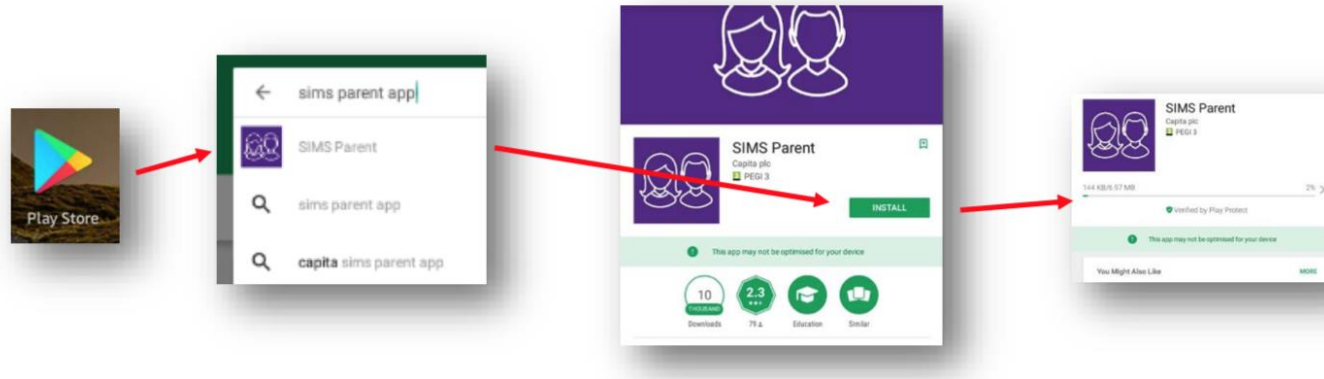 Play Store
sims parent app
SIMS Parent
sims parent app
capita sims parent app
SIMS Parent
Capita plc
PEGI 3
INSTALL
This app may not be optimised for your device
10
THOUSAND
Downloads
2.3
79
Education
Similar
SIMS Parent
Capita plc
PEGI 3
144 KB/6.57 MB 2%
Verified by Play Protect
This app may not be optimised for your device
You Might Also Like MORE